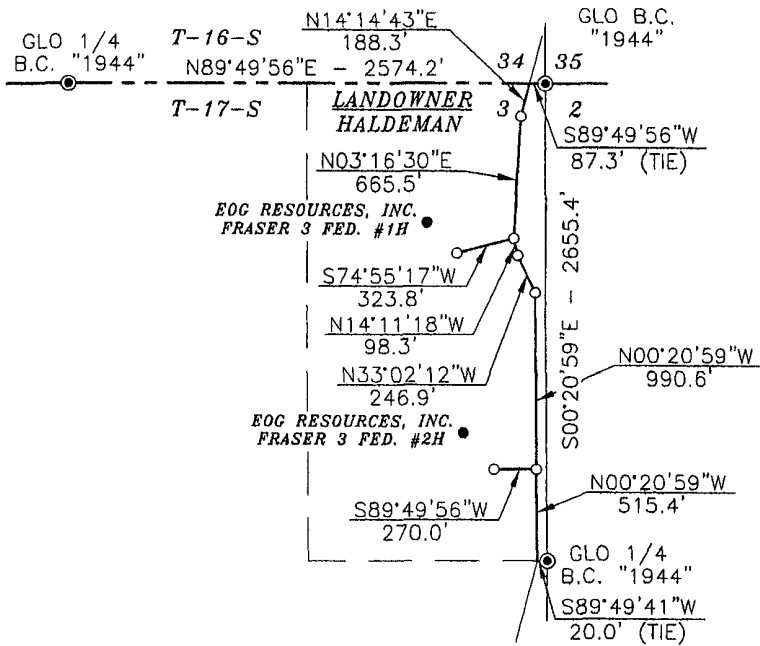 N14°14'43"E
188.3'
GLO B.C.
"1944"
GLO 1/4
B.C. "1944"
T-16-S
N89°49'56"E - 2574.2'
34
35
T-17-S
LANDOWNER
HALDEMAN
3
2
S89°49'56"W
87.3' (TIE)
N03°16'30"E
665.5'
EOG RESOURCES, INC.
FRASER 3 FED. #1H
S74°55'17"W
323.8'
N14°11'18"W
98.3'
S00°20'59"E - 2655.4'
N33°02'12"W
246.9'
N00°20'59"W
990.6'
EOG RESOURCES, INC.
FRASER 3 FED. #2H
S89°49'56"W
270.0'
N00°20'59"W
515.4'
GLO 1/4
B.C. "1944"
S89°49'41"W
20.0' (TIE)